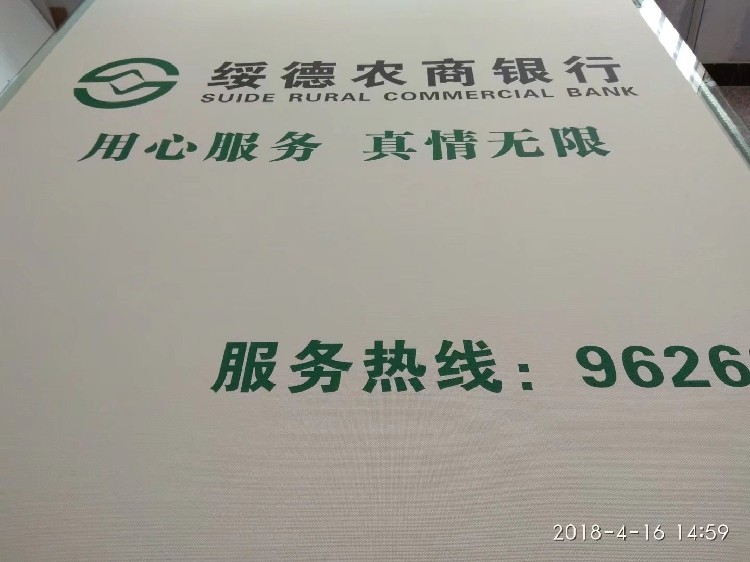 绥德农商银行
SUIDE RURAL COMMERCIAL BANK
用心服务 真情无限
服务热线：9626
2018-4-16 14:59